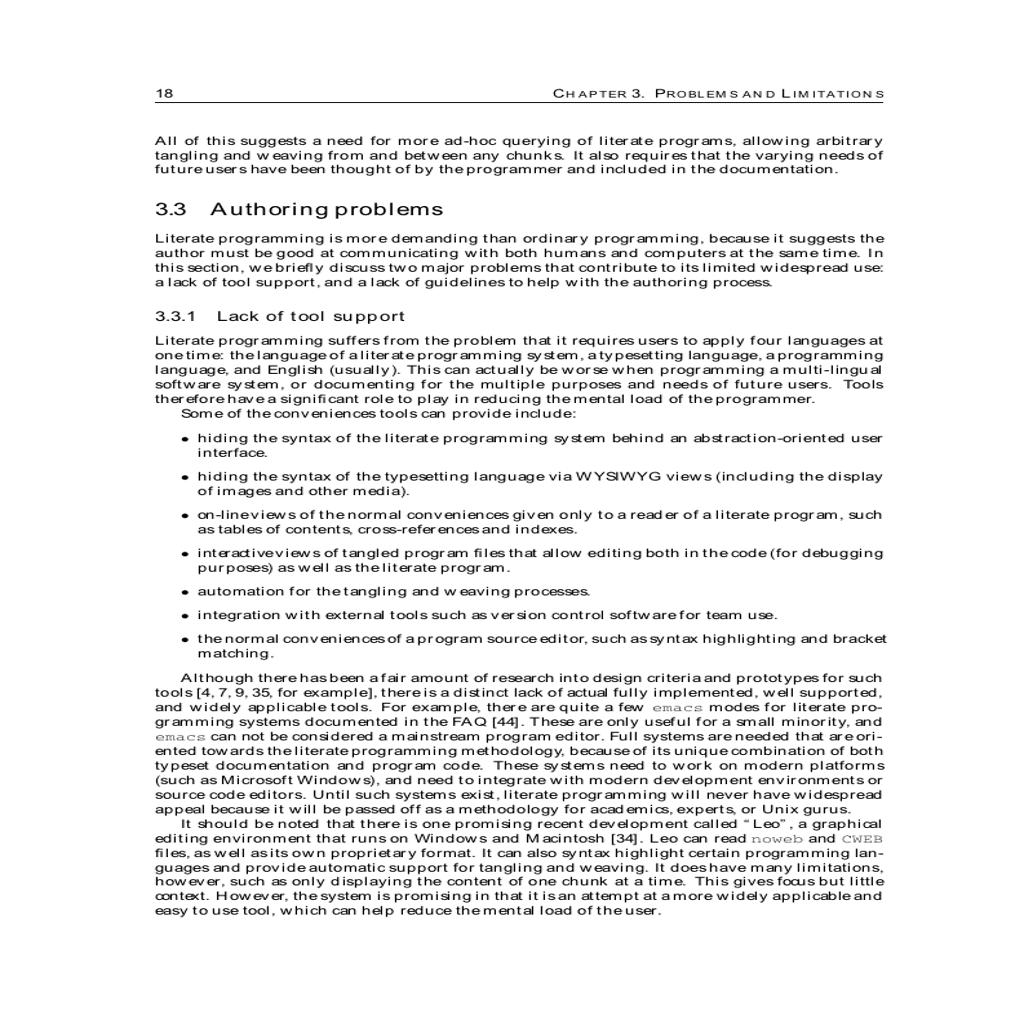 18 CHAPTER 3. PROBLEMS AND LIMITATIONS
All of this suggests a need for more ad-hoc querying of literate programs, allowing arbitrary
tangling and weaving from and between any chunks. It also requires that the varying needs of
future users have been thought of by the programmer and included in the documentation.
3.3 Authoring problems
Literate programming is more demanding than ordinary programming, because it suggests the
author must be good at communicating with both humans and computers at the same time. In
this section, we briefly discuss two major problems that contribute to its limited widespread use:
a lack of tool support, and a lack of guidelines to help with the authoring process.
3.3.1 Lack of tool support
Literate programming suffers from the problem that it requires users to apply four languages at
one time: the language of a literate programming system, a typesetting language, a programming
language, and English (usually). This can actually be worse when programming a multi-lingual
software system, or documenting for the multiple purposes and needs of future users. Tools
therefore have a significant role to play in reducing the mental load of the programmer.
Some of the conveniences tools can provide include:
• hiding the syntax of the literate programming system behind an abstraction-oriented user
interface.
• hiding the syntax of the typesetting language via WYSIWYG views (including the display
of images and other media).
• on-line views of the normal conveniences given only to a reader of a literate program, such
as tables of contents, cross-references and indexes.
• interactive views of tangled program files that allow editing both in the code (for debugging
purposes) as well as the literate program.
• automation for the tangling and weaving processes.
• integration with external tools such as version control software for team use.
• the normal conveniences of a program source editor, such as syntax highlighting and bracket
matching.
Although there has been a fair amount of research into design criteria and prototypes for such
tools [4, 7, 9, 35, for example], there is a distinct lack of actual fully implemented, well supported,
and widely applicable tools. For example, there are quite a few emacs modes for literate pro-
gramming systems documented in the FAQ [44]. These are only useful for a small minority, and
emacs can not be considered a mainstream program editor. Full systems are needed that are ori-
ented towards the literate programming methodology, because of its unique combination of both
typeset documentation and program code. These systems need to work on modern platforms
(such as Microsoft Windows), and need to integrate with modern development environments or
source code editors. Until such systems exist, literate programming will never have widespread
appeal because it will be passed off as a methodology for academics, experts, or Unix gurus.
It should be noted that there is one promising recent development called “Leo”, a graphical
editing environment that runs on Windows and Macintosh [34]. Leo can read noweb and CWEB
files, as well as its own proprietary format. It can also syntax highlight certain programming lan-
guages and provide automatic support for tangling and weaving. It does have many limitations,
however, such as only displaying the content of one chunk at a time. This gives focus but little
context. However, the system is promising in that it is an attempt at a more widely applicable and
easy to use tool, which can help reduce the mental load of the user.